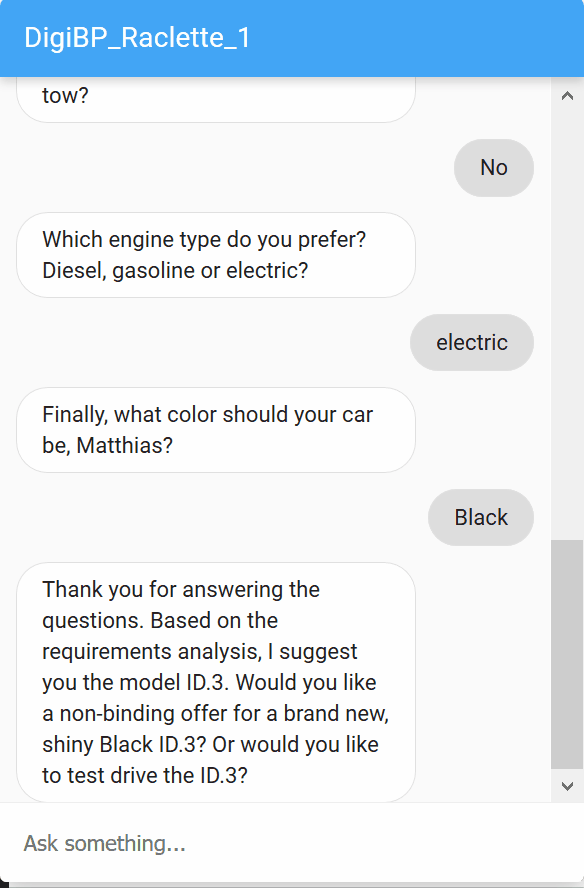 DigiBP_Raclette_1
tow?
No
Which engine type do you prefer?
Diesel, gasoline or electric?
electric
Finally, what color should your car
be, Matthias?
Black
Thank you for answering the
questions. Based on the
requirements analysis, I suggest
you the model ID.3. Would you like
a non-binding offer for a brand new,
shiny Black ID.3? Or would you like
to test drive the ID.3?
Ask something...